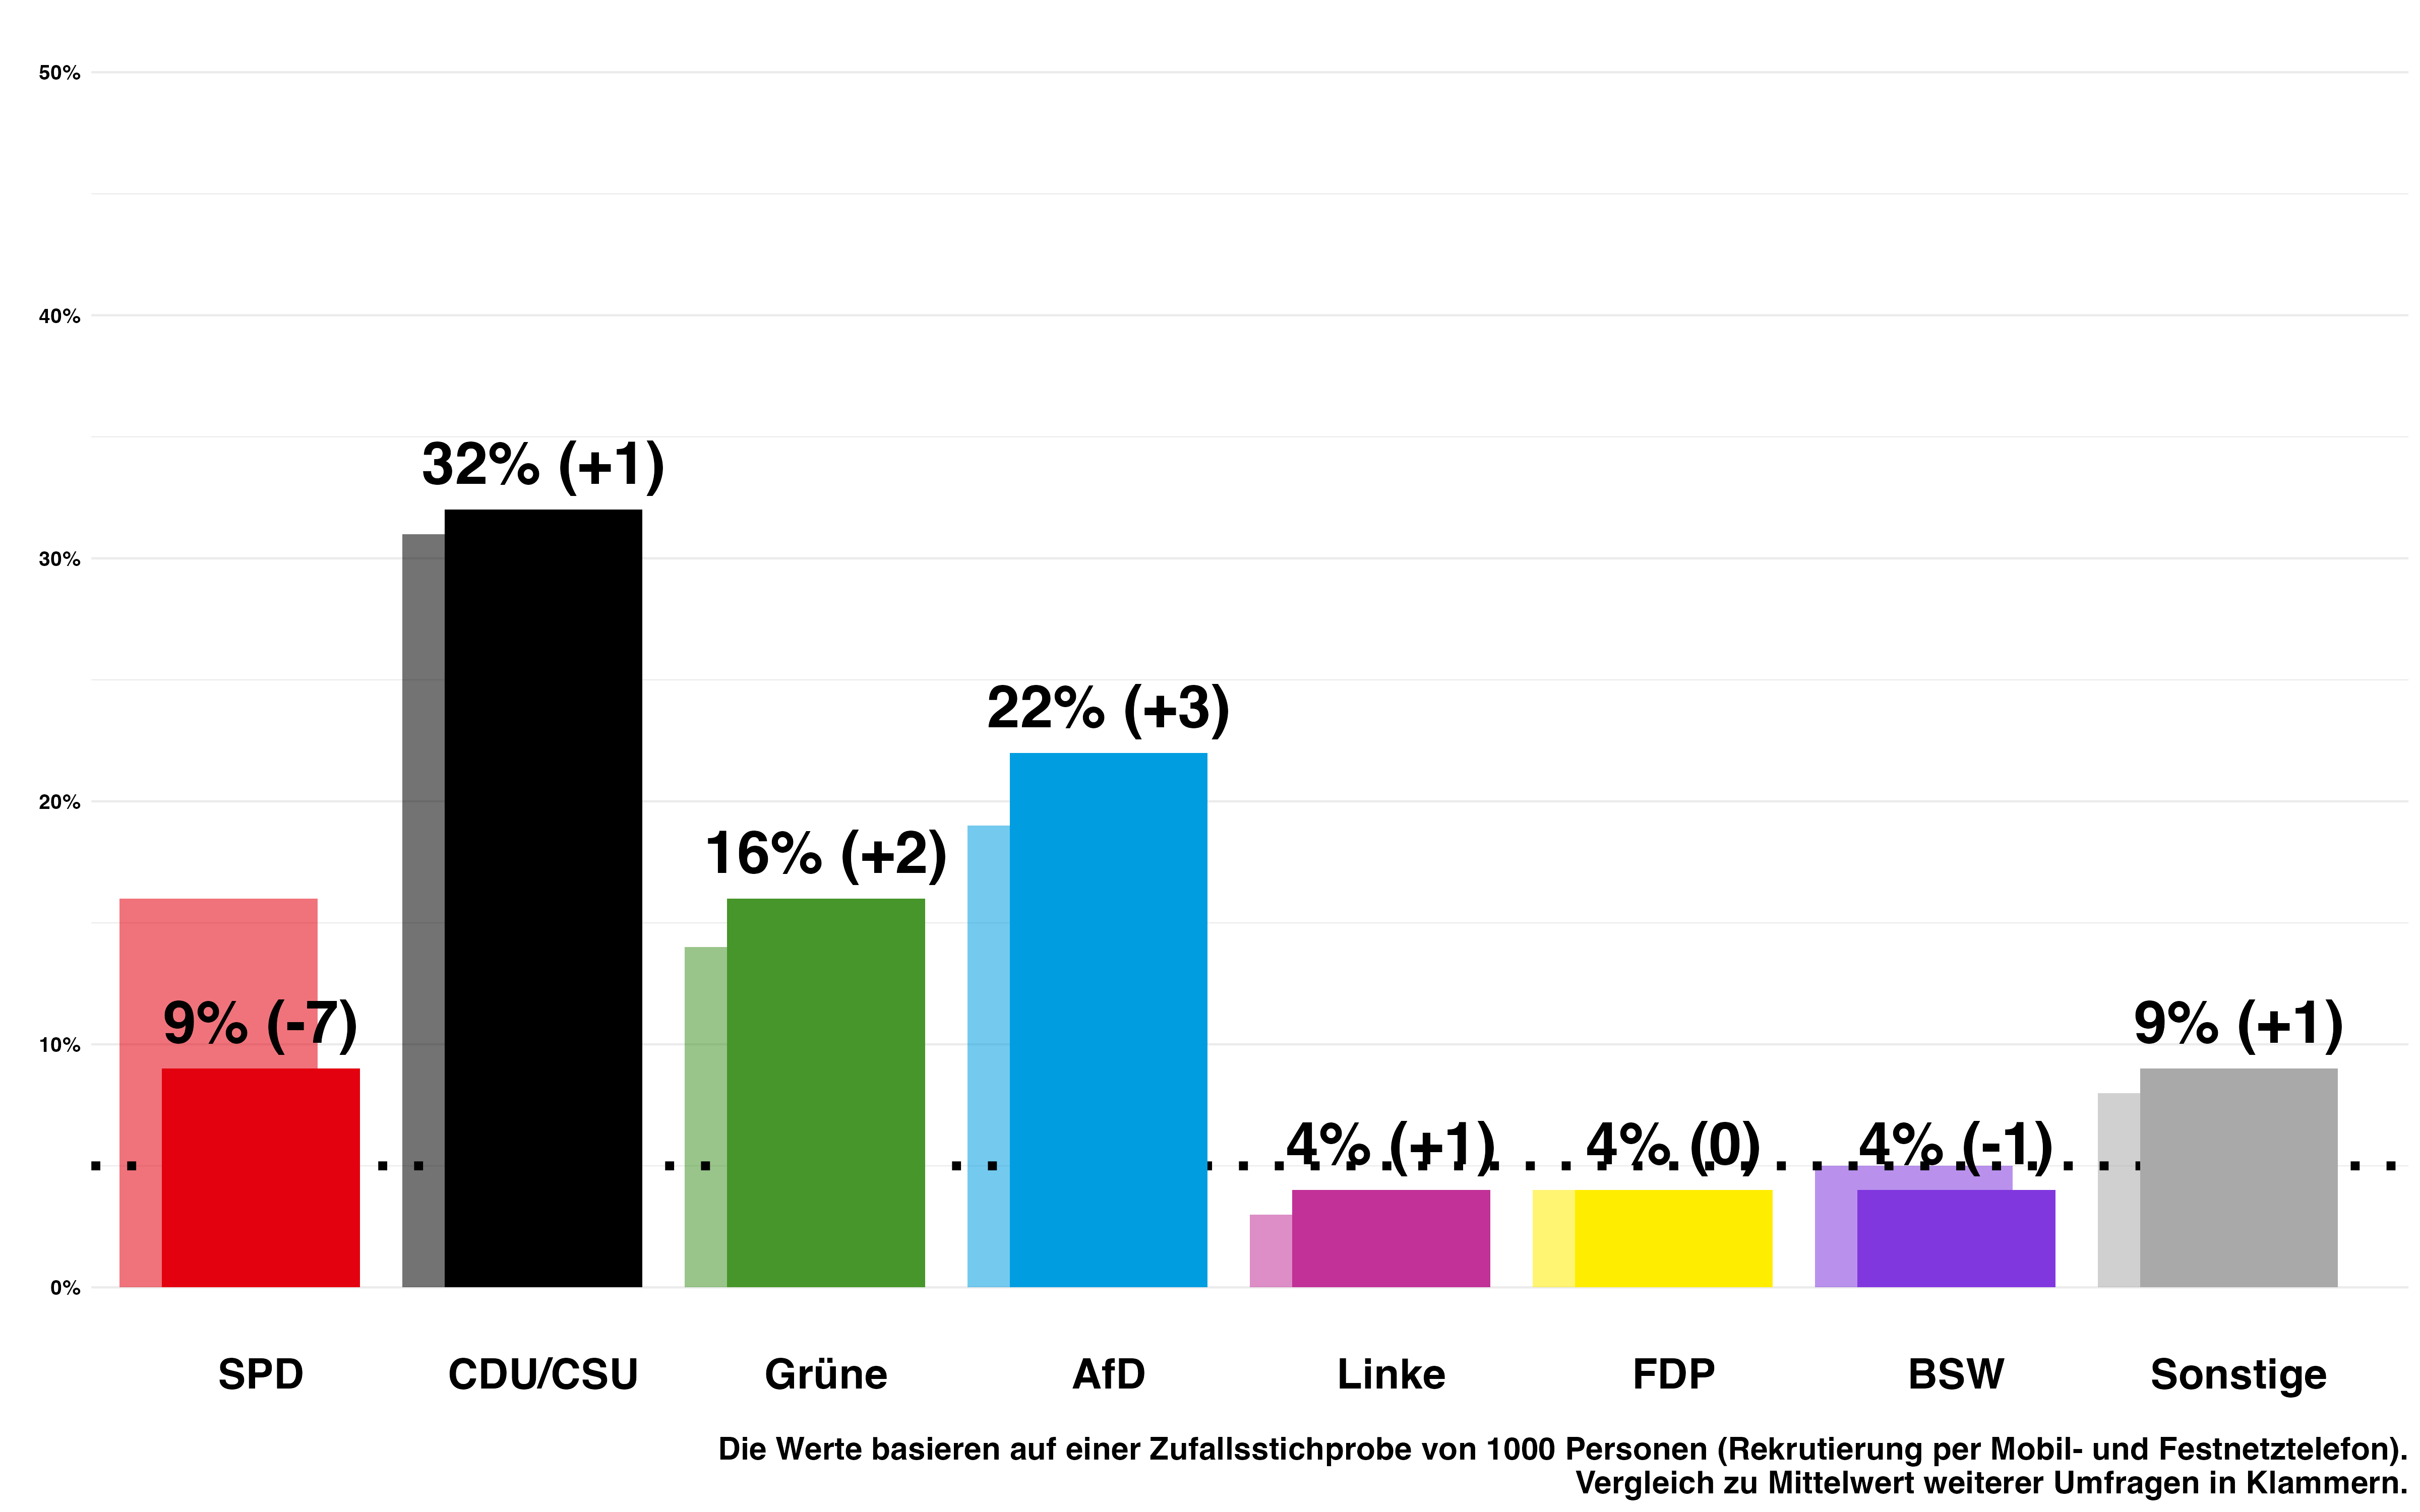 50%
40%
30%
20%
10%
0%
9% (-7)
32% (+1)
16% (+2)
22% (+3)
4% (+1)
4% (0)
4% (-1)
9% (+1)
SPD
CDU/CSU
Grüne
AfD
Linke
FDP
BSW
Sonstige
Die Werte basieren auf einer Zufallsstichprobe von 1000 Personen (Rekrutierung per Mobil- und Festnetztelefon).
Vergleich zu Mittelwert weiterer Umfragen in Klammern.